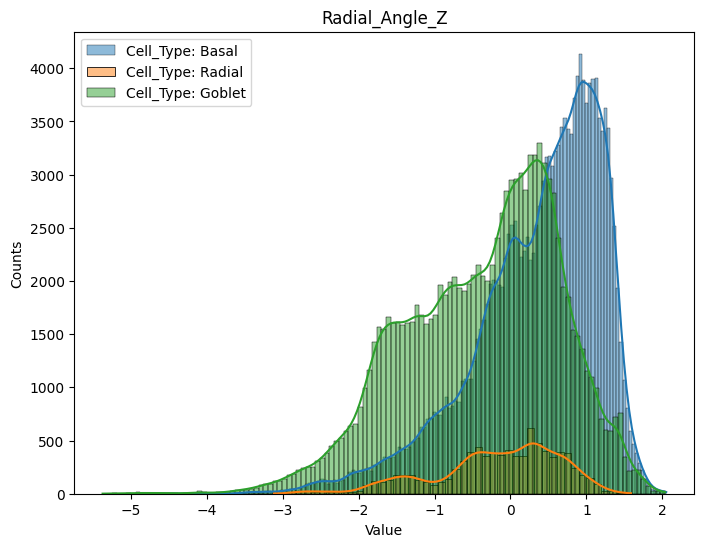 Radial_Angle_Z
Cell_Type: Basal
Cell_Type: Radial
Cell_Type: Goblet
Counts
4000
3500
3000
2500
2000
1500
1000
500
0
−5
−4
−3
−2
−1
0
1
2
Value